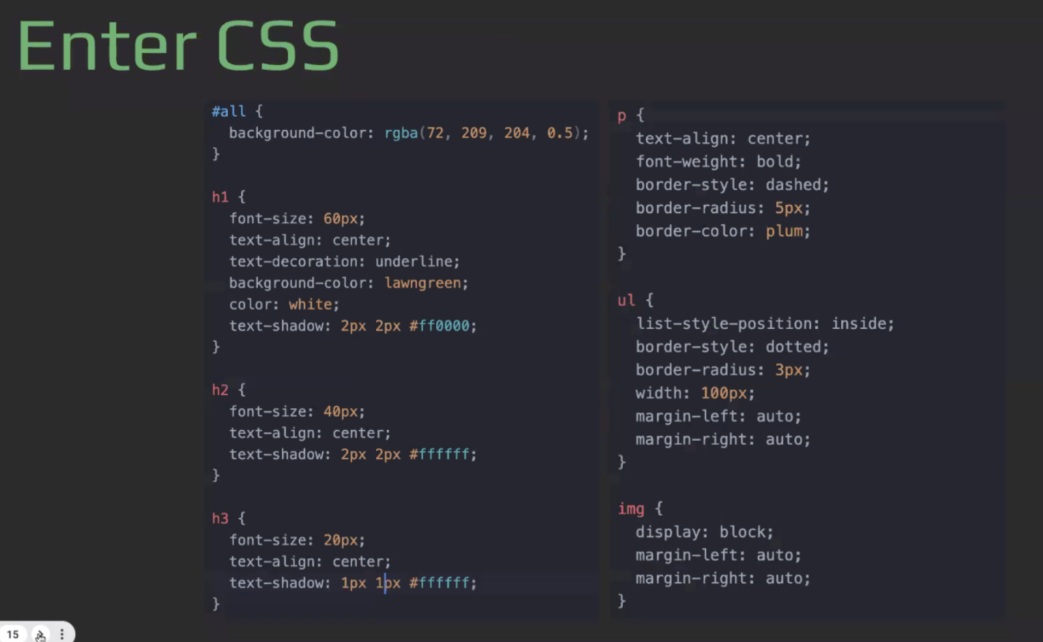 Enter CSS
#all {
background-color: rgba(72, 209, 204, 0.5);
}
h1 {
font-size: 60px;
text-align: center;
text-decoration: underline;
background-color: lawngreen;
color: white;
text-shadow: 2px 2px #ff0000;
}
h2 {
font-size: 40px;
text-align: center;
text-shadow: 2px 2px #ffffff;
}
h3 {
font-size: 20px;
text-align: center;
text-shadow: 1px 1px #ffffff;
}
p {
text-align: center;
font-weight: bold;
border-style: dashed;
border-radius: 5px;
border-color: plum;
}
ul {
list-style-position: inside;
border-style: dotted;
border-radius: 3px;
width: 100px;
margin-left: auto;
margin-right: auto;
}
img {
display: block;
margin-left: auto;
margin-right: auto;
}
15